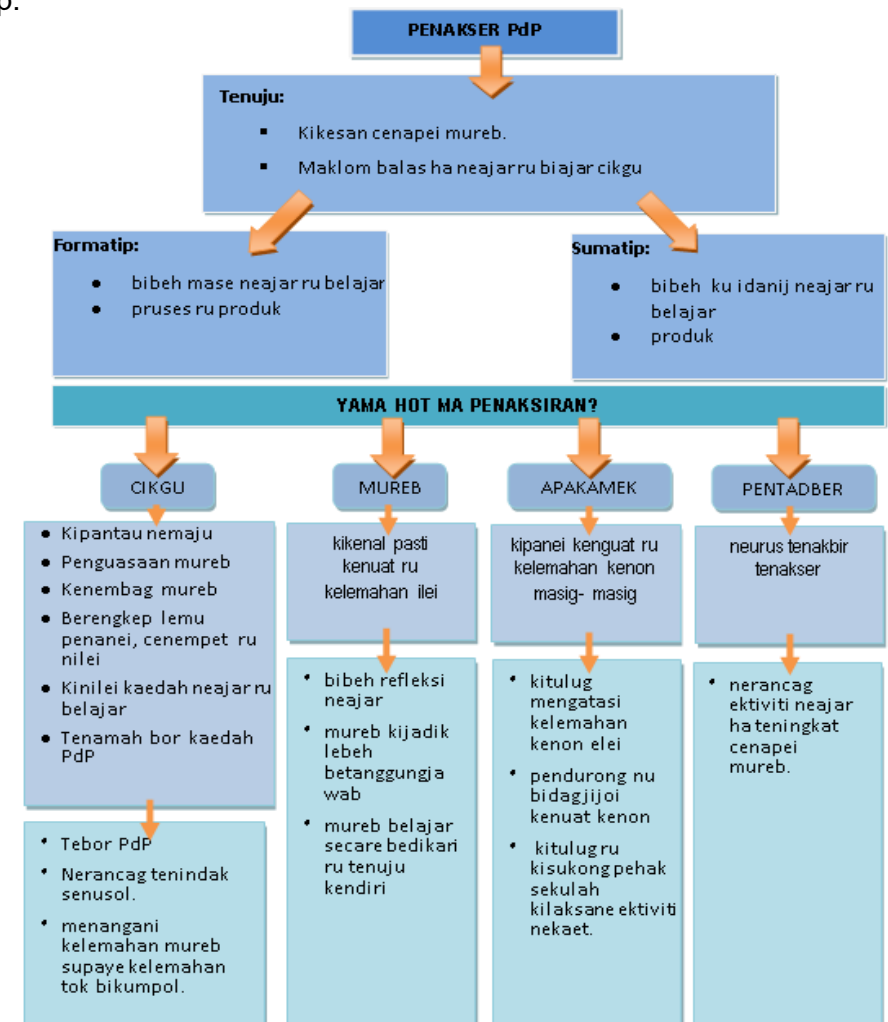 p.
PENAKSER PdP
Tenuju:
▪ Kikesan cenapei mureb.
▪ Maklom balas ha neajar ru biajar cikgu
Formatip:
● bibeh mase neajar ru belajar
● pruses ru produk
Sumatip:
● bibeh ku idanij neajar ru
belajar
● produk
YAMA HOT MA PENAKSIRAN?
CIKGU
● Kipantau nemaju
● Penguasaan mureb
● Kenembag mureb
● Berengkep lemu
penanei, cenempet ru
nilei
● Kinilei kaedah neajar ru
belajar
● Tenamah bor kaedah
PdP
• Tebor PdP
• Nerancag tenindak
senusol.
• menangani
kelemahan mureb
supaye kelemahan
tok bikumpol.
MUREB
kikenal pasti
kenuat ru
kelemahan ilei
• bibeh refleksi
neajar
• mureb kijadik
lebeh
betanggungja
wab
• mureb belajar
secare bedikari
ru tenuju
kendiri
APAKAMEK
kipanei kenguat ru
kelemahan kenon
masig- masig
• kitulug
mengatasi
kelemahan
kenon elei
• pendurong nu
bidagjijoi
kenuat kenon
• kitulug ru
kisukong pehak
sekulah
kilaksane ektiviti
nekaet.
PENTADBER
neurus tenakbir
tenakser
• nerancag
ektiviti neajar
ha teningkat
cenapei
mureb.